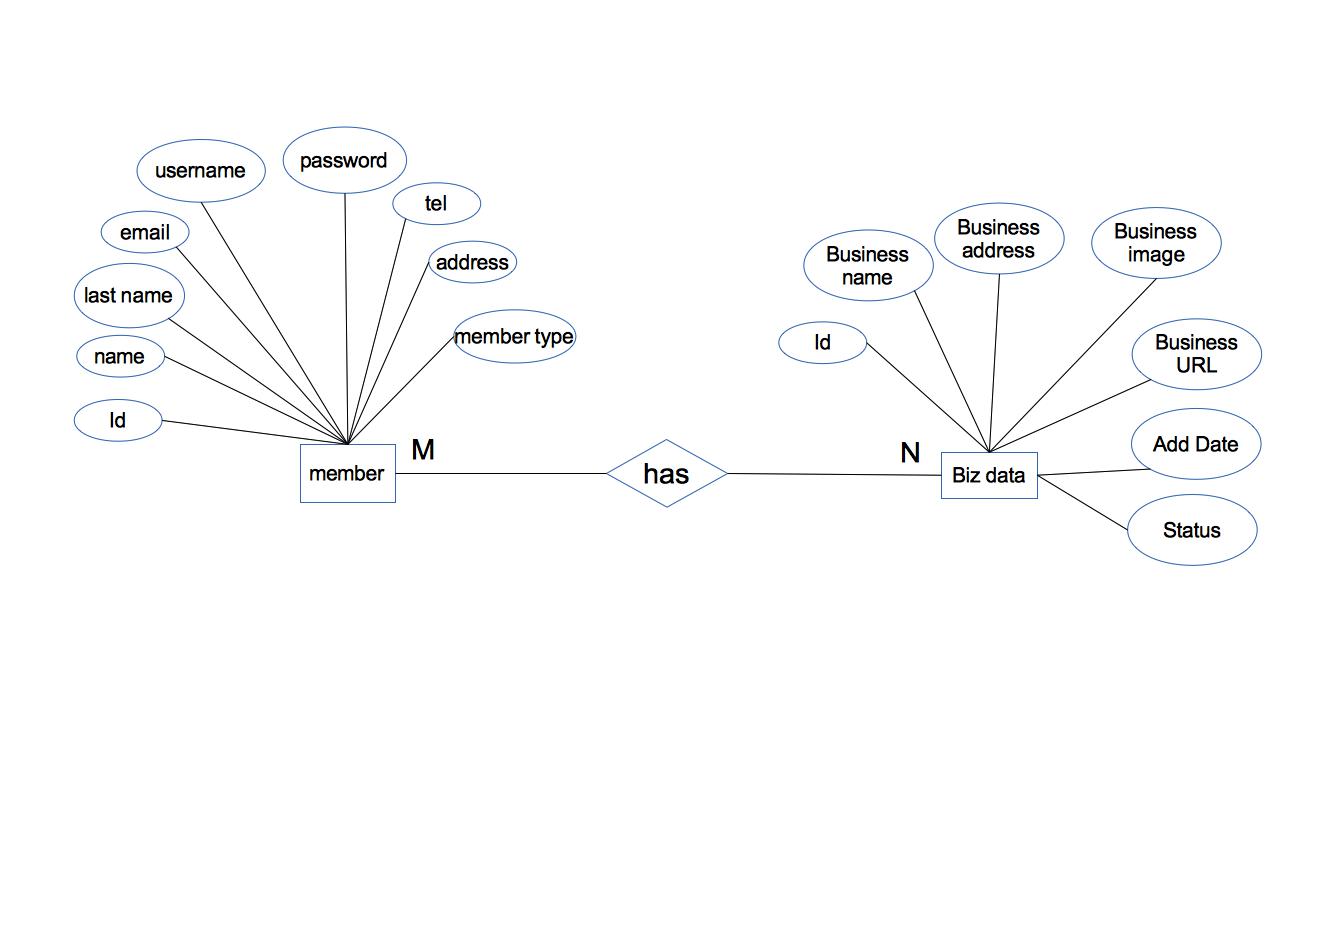 username
password
tel
email
address
last name
member type
name
Id
member
M
has
N
Biz data
Id
Business
name
Business
address
Business
image
Business
URL
Add Date
Status